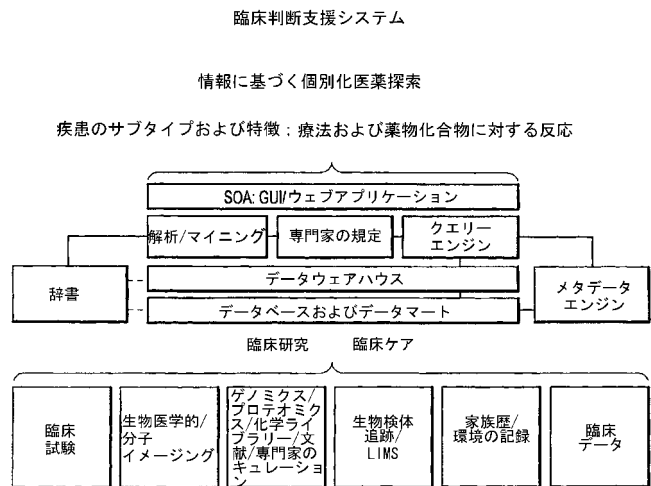 臨床判断支援システム
情報に基づく個別化医薬探索
疾患のサブタイプおよび特徴；療法および薬物化合物に対する反応
SOA: GUI/ウェブアプリケーション
解析/マイニング
専門家の規定
クエリー
エンジン
辞書
データウェアハウス
データベースおよびデータマート
メタデータ
エンジン
臨床研究
臨床ケア
臨床
試験
生物医学的/
分子
イメージング
ゲノミクス/
プロテオミク
ス/化学ライ
ブラリー/文
献/専門家の
キュレーショ
ン
生物検体
追跡/
LIMS
家族歴/
環境の記録
臨床
データ